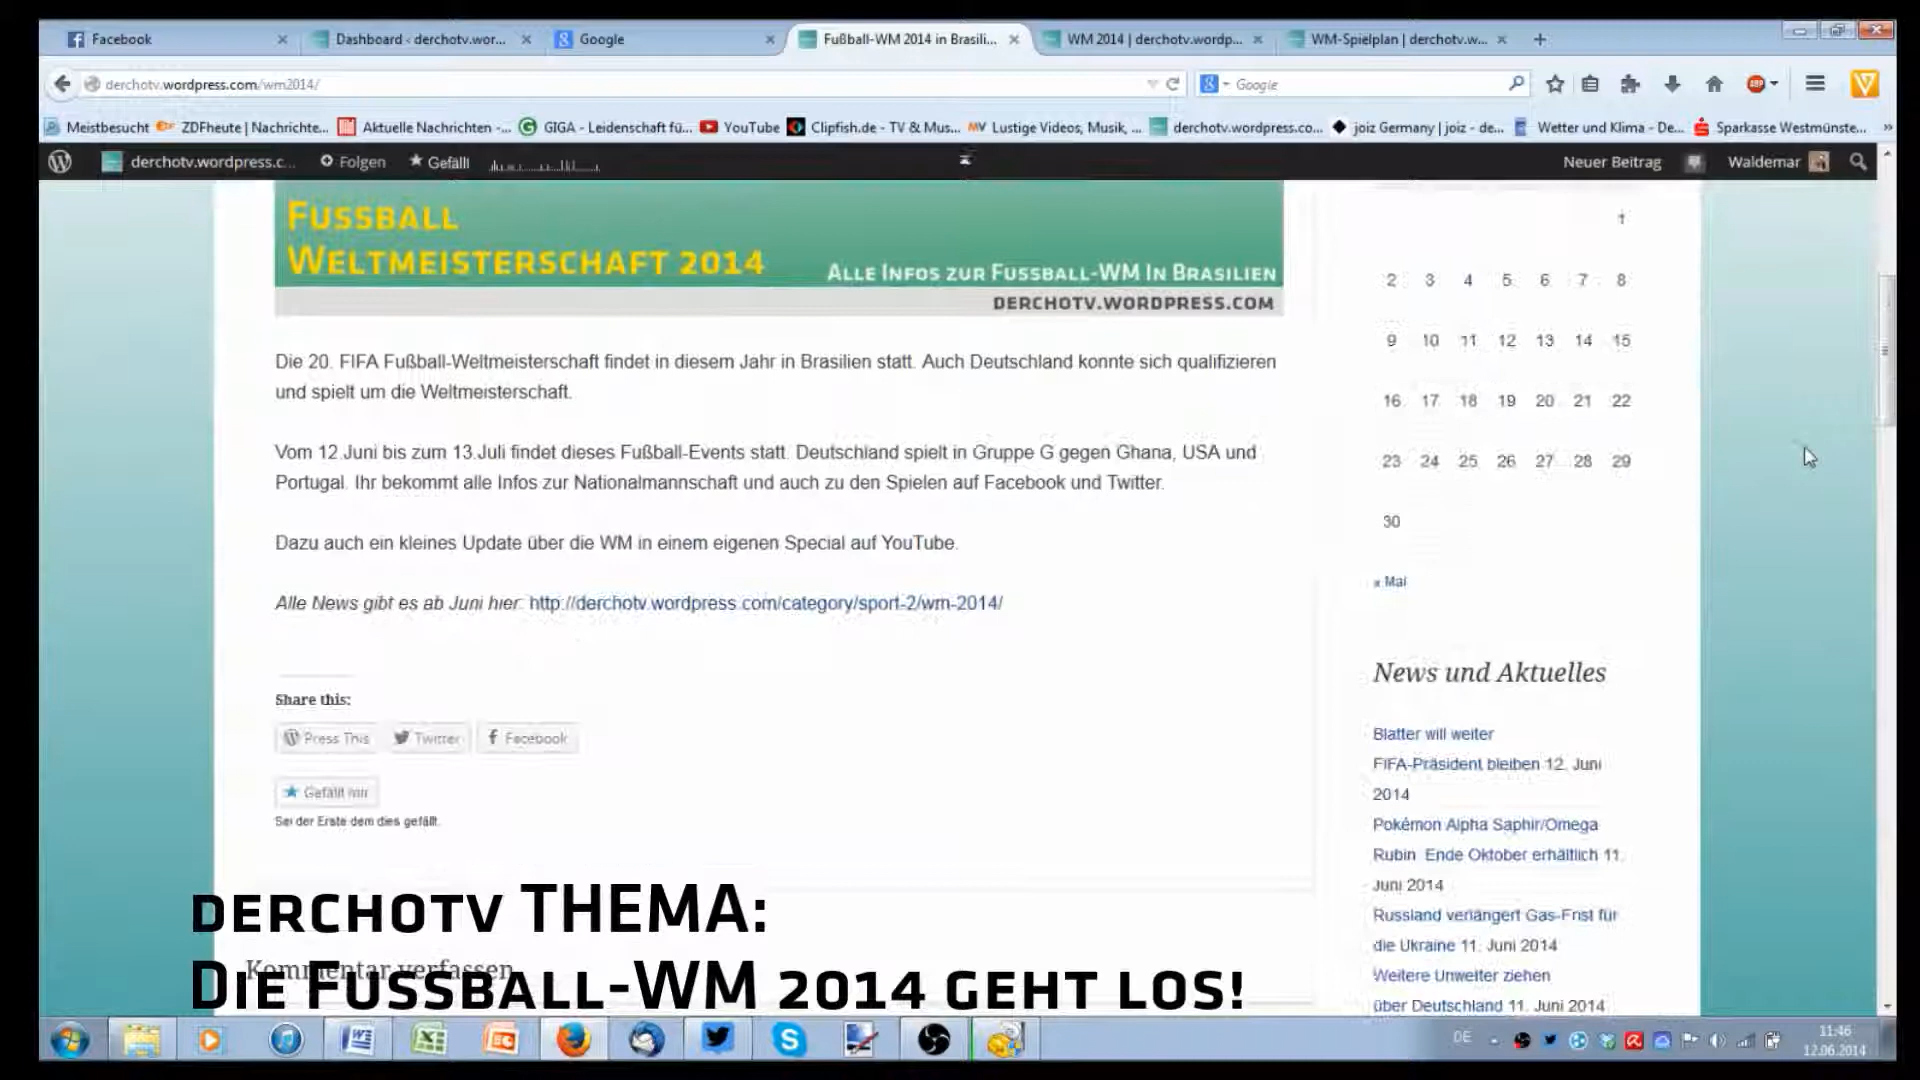 Facebook
Dashboard ‹ derchotv.wor...
Google
Fußball-WM 2014 in Brasili...
WM 2014 | derchotv.wordp...
WM-Spielplan | derchotv.w...
derchotv.wordpress.com/wm2014/
Google
Meistbesucht
ZDFheute | Nachrichte...
Aktuelle Nachrichten -...
GIGA - Leidenschaft fü...
YouTube
Clipfish.de - TV & Mus...
Lustige Videos, Musik, ...
derchotv.wordpress.co...
joiz Germany | joiz - de...
Wetter und Klima - De...
Sparkasse Westmünste...
derchotv.wordpress.c...
Folgen
Gefällt
Neuer Beitrag
Waldemar
Fussball
Weltmeisterschaft 2014
Alle Infos zur Fussball-WM In Brasilien
derchotv.wordpress.com
Die 20. FIFA Fußball-Weltmeisterschaft findet in diesem Jahr in Brasilien statt. Auch Deutschland konnte sich qualifizieren
und spielt um die Weltmeisterschaft.
Vom 12.Juni bis zum 13.Juli findet dieses Fußball-Events statt. Deutschland spielt in Gruppe G gegen Ghana, USA und
Portugal. Ihr bekommt alle Infos zur Nationalmannschaft und auch zu den Spielen auf Facebook und Twitter.
Dazu auch ein kleines Update über die WM in einem eigenen Special auf YouTube.
Alle News gibt es ab Juni hier: http://derchotv.wordpress.com/category/sport-2/wm-2014/
Share this:
Press This
Twitter
Facebook
Gefällt mir
Sei der Erste dem dies gefällt.
Kommentar verfassen
derchotv THEMA:
Die Fussball-WM 2014 geht los!
1
2 3 4 5 6 7 8
9 10 11 12 13 14 15
16 17 18 19 20 21 22
23 24 25 26 27 28 29
30
« Mai
News und Aktuelles
Blatter will weiter
FIFA-Präsident bleiben 12. Juni
2014
Pokémon Alpha Saphir/Omega
Rubin Ende Oktober erhältlich 11.
Juni 2014
Russland verlängert Gas-Frist für
die Ukraine 11. Juni 2014
Weitere Unwetter ziehen
über Deutschland 11. Juni 2014
DE
11:46
12.06.2014